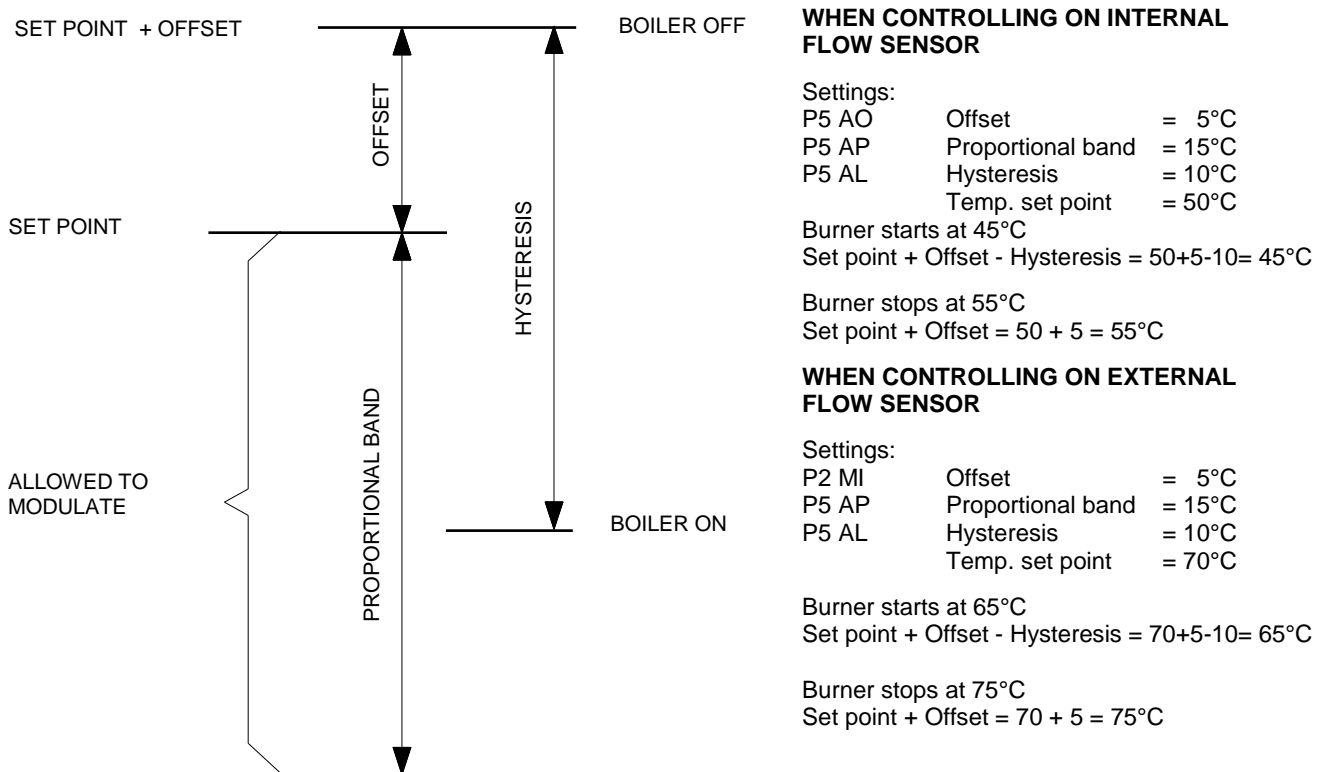 SET POINT + OFFSET
BOILER OFF
OFFSET
SET POINT
HYSTERESIS
PROPORTIONAL BAND
ALLOWED TO
MODULATE
BOILER ON
WHEN CONTROLLING ON INTERNAL
FLOW SENSOR
Settings:
P5 AO Offset = 5°C
P5 AP Proportional band = 15°C
P5 AL Hysteresis = 10°C
Temp. set point = 50°C
Burner starts at 45°C
Set point + Offset - Hysteresis = 50+5-10= 45°C
Burner stops at 55°C
Set point + Offset = 50 + 5 = 55°C
WHEN CONTROLLING ON EXTERNAL
FLOW SENSOR
Settings:
P2 MI Offset = 5°C
P5 AP Proportional band = 15°C
P5 AL Hysteresis = 10°C
Temp. set point = 70°C
Burner starts at 65°C
Set point + Offset - Hysteresis = 70+5-10= 65°C
Burner stops at 75°C
Set point + Offset = 70 + 5 = 75°C